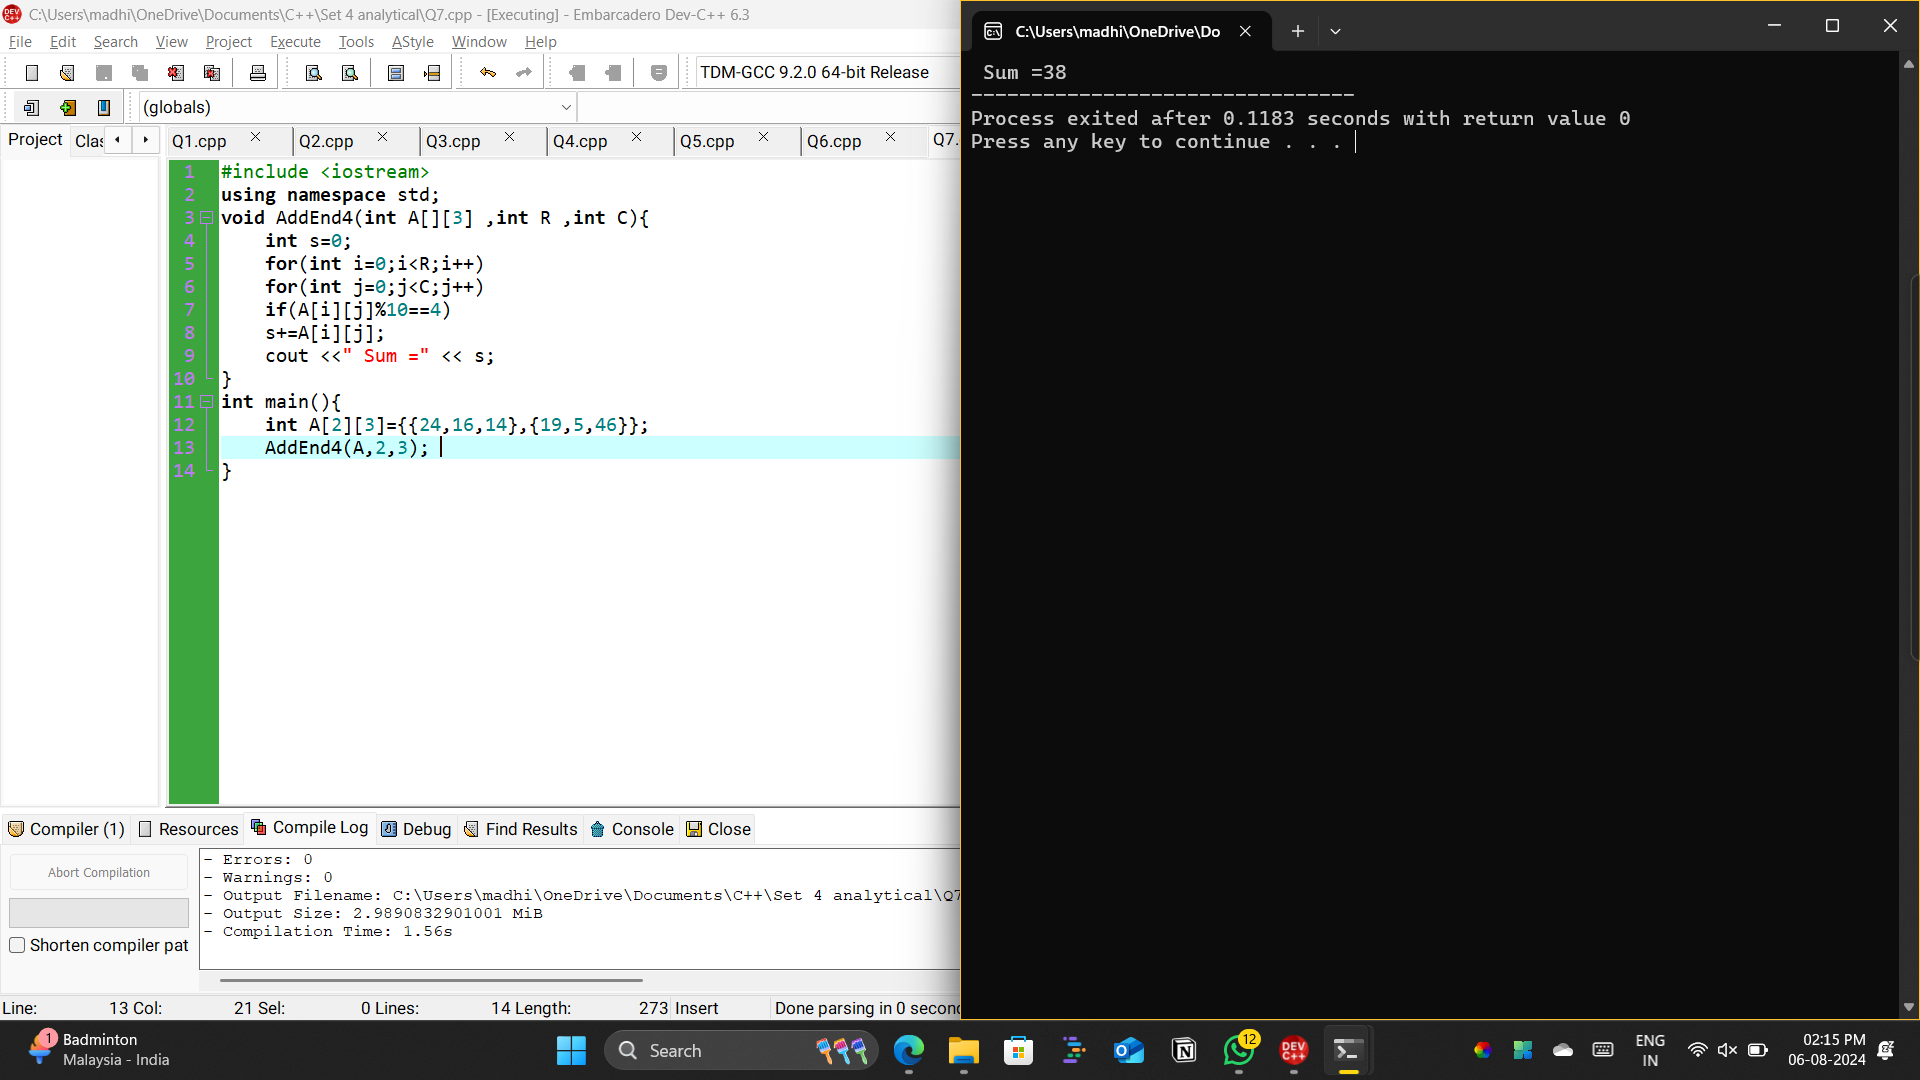 C:\Users\madhi\OneDrive\Documents\C++\Set 4 analytical\Q7.cpp - [Executing] - Embarcadero Dev-C++ 6.3
File Edit Search View Project Execute Tools AStyle Window Help
TDM-GCC 9.2.0 64-bit Release
(globals)
Project Clas
Q1.cpp Q2.cpp Q3.cpp Q4.cpp Q5.cpp Q6.cpp Q7.
1 #include <iostream>
2 using namespace std;
3 void AddEnd4(int A[][3] ,int R ,int C){
4 int s=0;
5 for(int i=0;i<R;i++)
6 for(int j=0;j<C;j++)
7 if(A[i][j]%10==4)
8 s+=A[i][j];
9 cout <<" Sum =" << s;
10 }
11 int main(){
12 int A[2][3]={{24,16,14},{19,5,46}};
13 AddEnd4(A,2,3);
14 }
Compiler (1) Resources Compile Log Debug Find Results Console Close
Abort Compilation
Shorten compiler pat
- Errors: 0
- Warnings: 0
- Output Filename: C:\Users\madhi\OneDrive\Documents\C++\Set 4 analytical\Q7
- Output Size: 2.9890832901001 MiB
- Compilation Time: 1.56s
Line: 13 Col: 21 Sel: 0 Lines: 14 Length: 273 Insert Done parsing in 0 secon
C:\Users\madhi\OneDrive\Do
Sum =38
--------------------------------
Process exited after 0.1183 seconds with return value 0
Press any key to continue . . .
1
Badminton
Malaysia - India
Search
12
DEV C++
ENG
IN
02:15 PM
06-08-2024